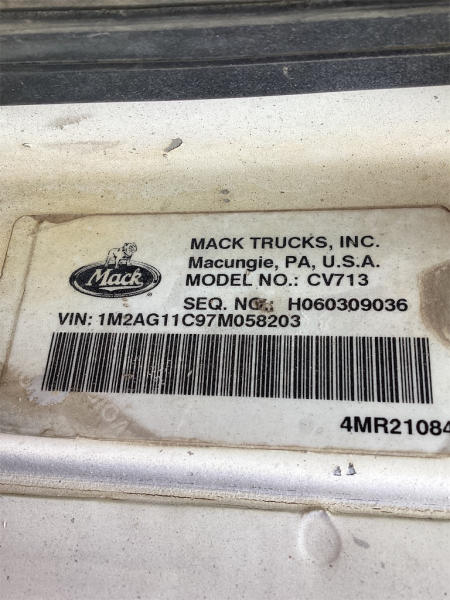 MACK TRUCKS, INC.
Macungie, PA, U.S.A.
Mack
MODEL NO.: CV713
SEQ. NO.: H060309036
VIN: 1M2AG11C97M058203
4MR21084